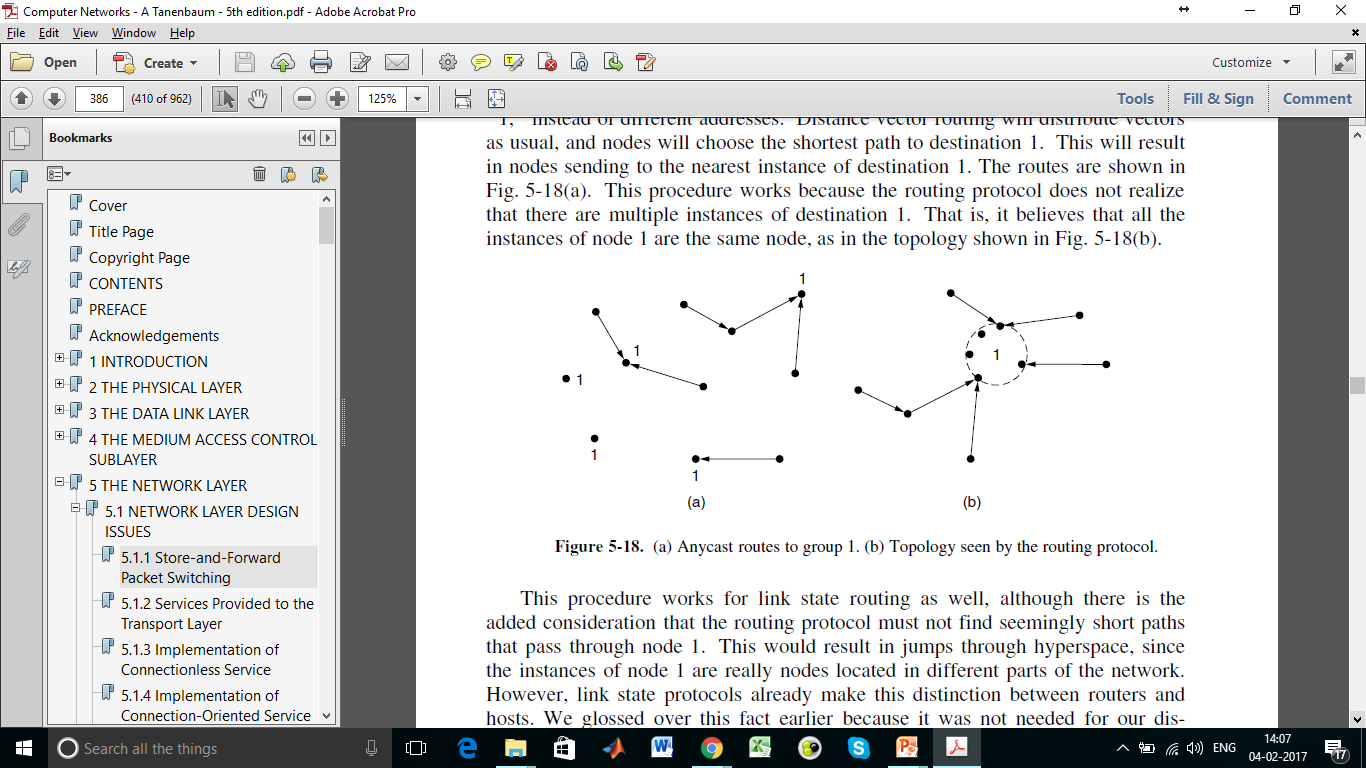 Computer Networks - A Tanenbaum - 5th edition.pdf - Adobe Acrobat Pro
File Edit View Window Help
Open Create Customize
386 (410 of 962) 125% Tools Fill & Sign Comment
Bookmarks
Cover
Title Page
Copyright Page
CONTENTS
PREFACE
Acknowledgements
1 INTRODUCTION
2 THE PHYSICAL LAYER
3 THE DATA LINK LAYER
4 THE MEDIUM ACCESS CONTROL
SUBLAYER
5 THE NETWORK LAYER
5.1 NETWORK LAYER DESIGN
ISSUES
5.1.1 Store-and-Forward
Packet Switching
5.1.2 Services Provided to the
Transport Layer
5.1.3 Implementation of
Connectionless Service
5.1.4 Implementation of
Connection-Oriented Service
1," instead of different addresses. Distance vector routing will distribute vectors
as usual, and nodes will choose the shortest path to destination 1. This will result
in nodes sending to the nearest instance of destination 1. The routes are shown in
Fig. 5-18(a). This procedure works because the routing protocol does not realize
that there are multiple instances of destination 1. That is, it believes that all the
instances of node 1 are the same node, as in the topology shown in Fig. 5-18(b).
1
1
1
1
1
1
(a)
(b)
Figure 5-18. (a) Anycast routes to group 1. (b) Topology seen by the routing protocol.
This procedure works for link state routing as well, although there is the
added consideration that the routing protocol must not find seemingly short paths
that pass through node 1. This would result in jumps through hyperspace, since
the instances of node 1 are really nodes located in different parts of the network.
However, link state protocols already make this distinction between routers and
hosts. We glossed over this fact earlier because it was not needed for our dis-
Search all the things
ENG
14:07
04-02-2017
17